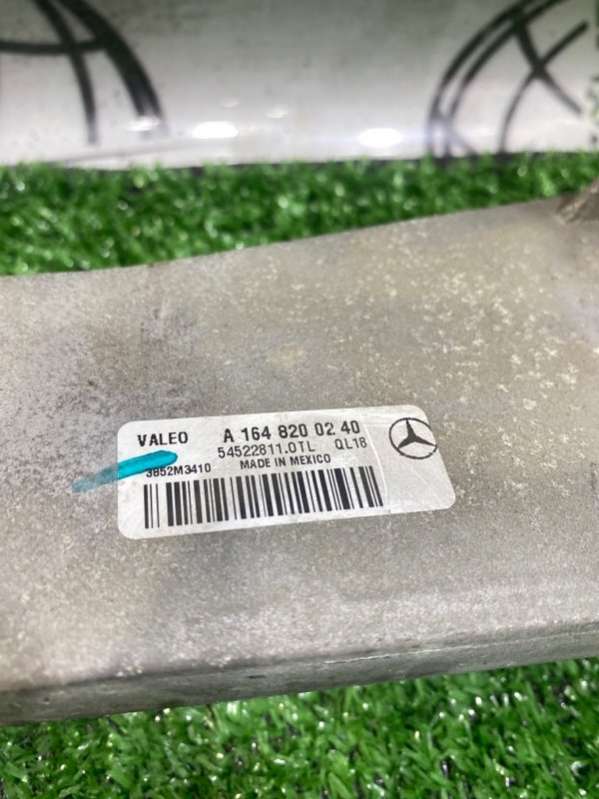 VALEO A 164 820 02 40
54522811.0TL QL18
3852M3410 MADE IN MEXICO